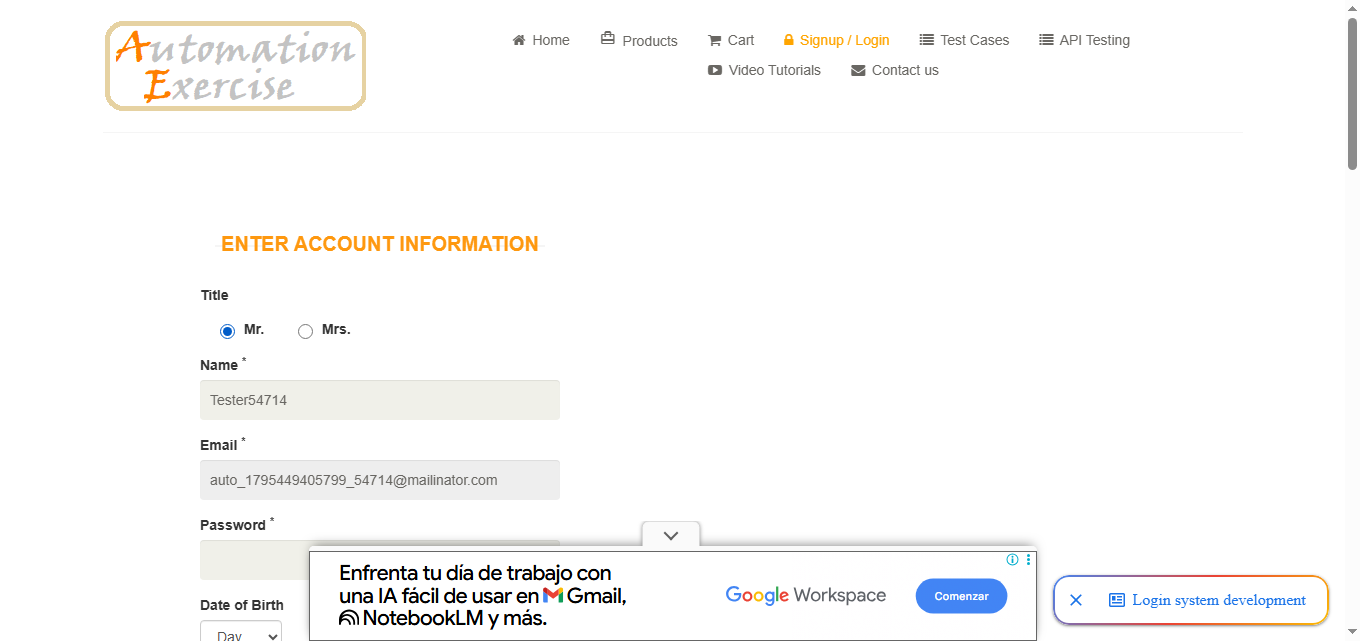 Automation
Exercise
Home
Products
Cart
Signup / Login
Test Cases
API Testing
Video Tutorials
Contact us
ENTER ACCOUNT INFORMATION
Title
Mr.
Mrs.
Name *
Tester54714
Email *
auto_1795449405799_54714@mailinator.com
Password *
Enfrenta tu día de trabajo con
una IA fácil de usar en Gmail,
NotebookLM y más.
Google Workspace
Comenzar
Login system development
Date of Birth
Day